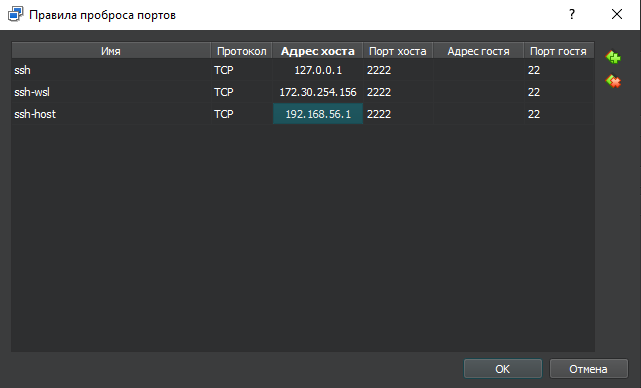 Правила проброса портов
Имя Протокол Адрес хоста Порт хоста Адрес гостя Порт гостя
ssh TCP 127.0.0.1 2222 22
ssh-wsl TCP 172.30.254.156 2222 22
ssh-host TCP 192.168.56.1 2222 22
OK Отмена